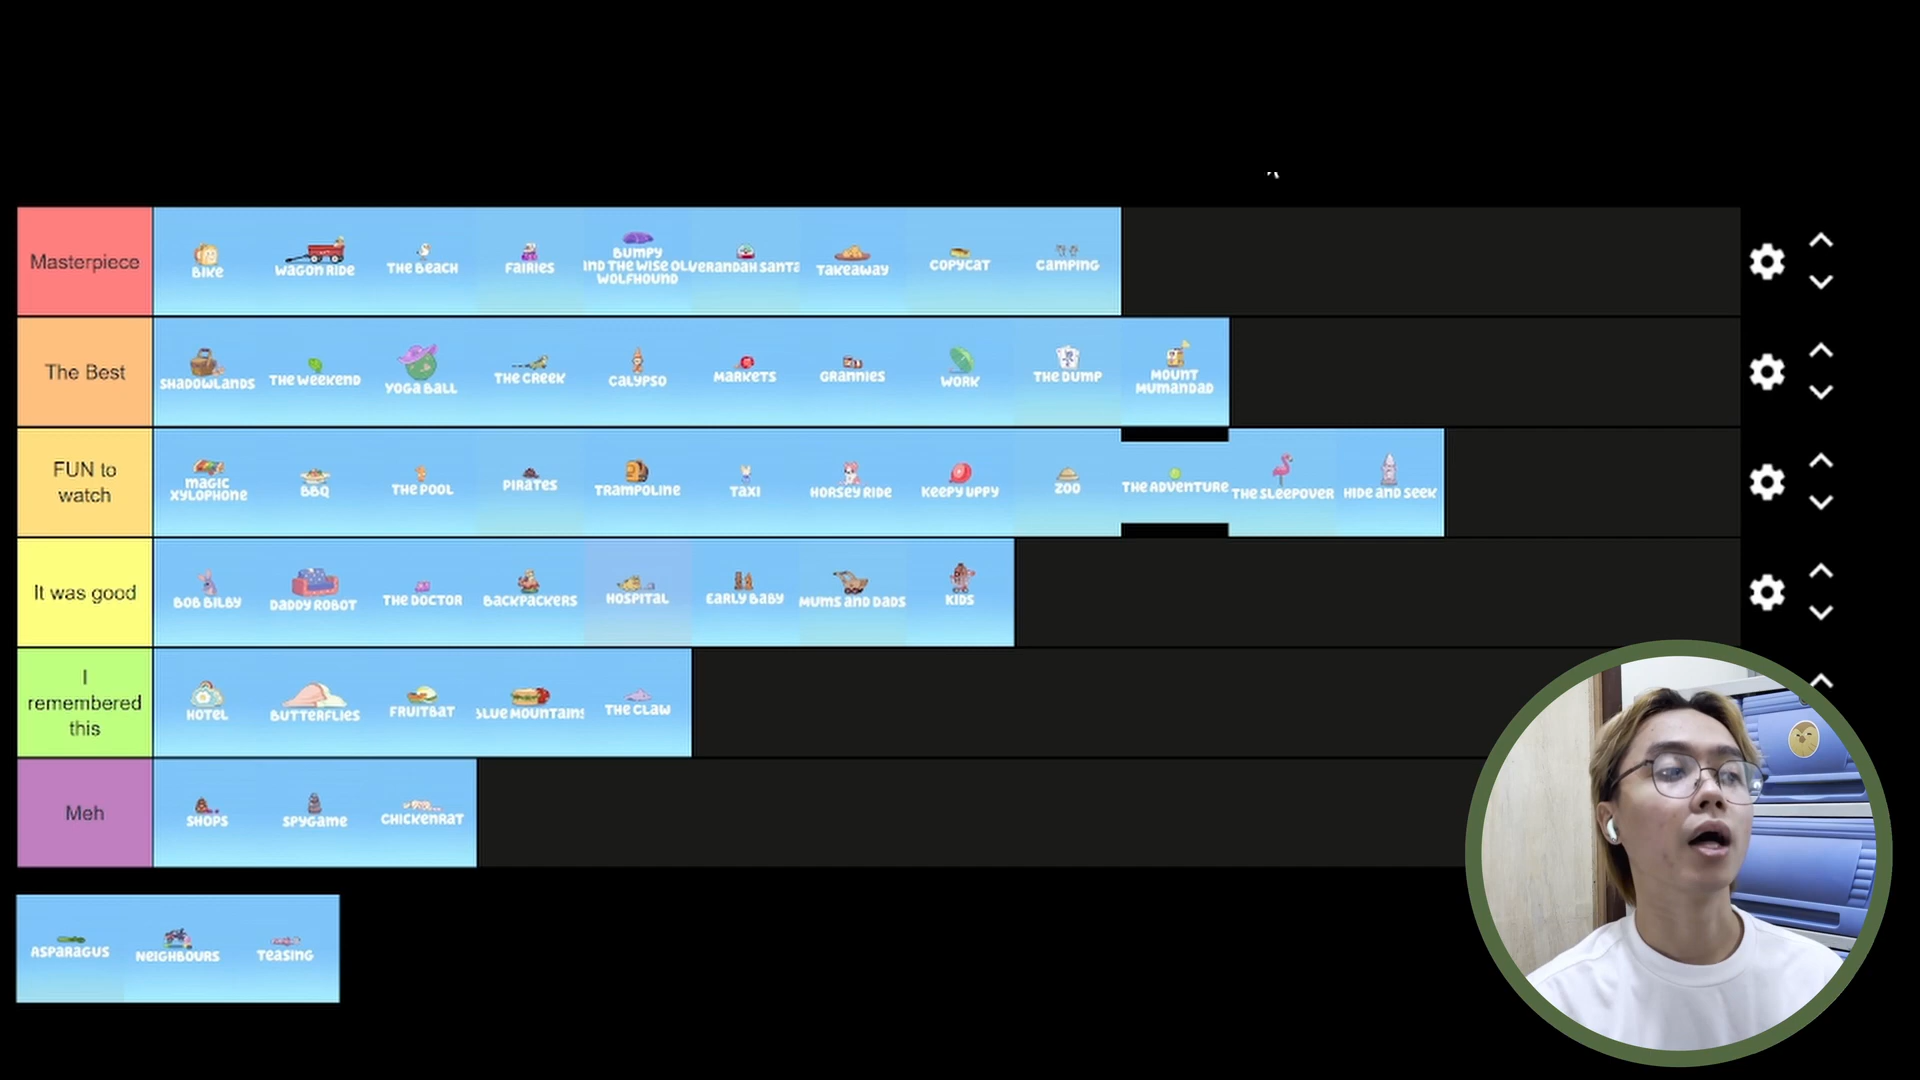 Masterpiece
BIKE
WAGON RIDE
THE BEACH
FAIRIES
BUMPY
IND THE WISE OL
WOLFHOUND
VERANDAH SANTA
TAKEAWAY
COPYCAT
CAMPING
The Best
SHADOWLANDS
THE WEEKEND
YOGA BALL
THE CREEK
CALYPSO
MARKETS
GRANNIES
WORK
THE DUMP
MOUNT
MUMANDAD
FUN to
watch
MAGIC
XYLOPHONE
BBQ
THE POOL
PIRATES
TRAMPOLINE
TAXI
HORSEY RIDE
KEEPY UPPY
ZOO
THE ADVENTURE
THE SLEEPOVER
HIDE AND SEEK
It was good
BOB BILBY
DADDY ROBOT
THE DOCTOR
BACKPACKERS
HOSPITAL
EARLY BABY
MUMS AND DADS
KIDS
I
remembered
this
HOTEL
BUTTERFLIES
FRUITBAT
BLUE MOUNTAINS
THE CLAW
Meh
SHOPS
SPYGAME
CHICKENRAT
ASPARAGUS
NEIGHBOURS
TEASING